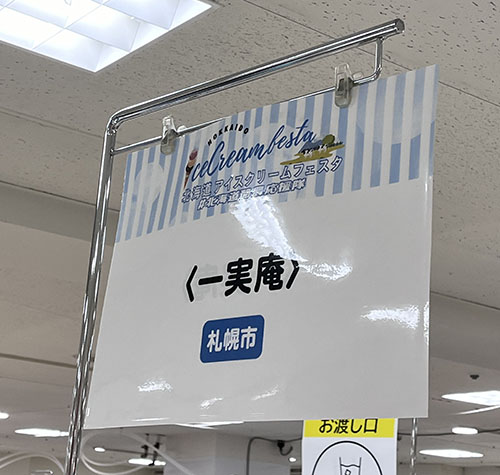 HOKKAIDO
iceCream festa
北海道 アイスクリームフェスタ
〈一実庵〉
札幌市
お渡し口